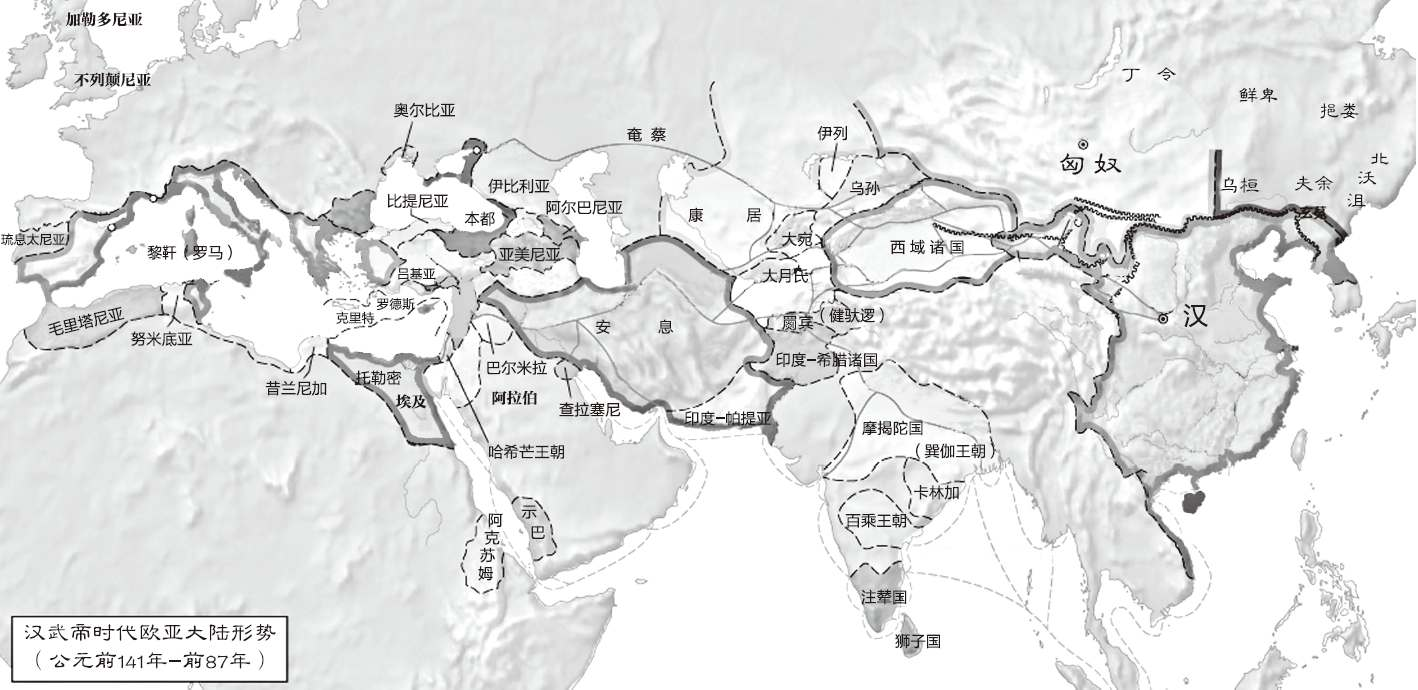 加勒多尼亚
不列颠尼亚
丁令
鲜卑
挹娄
奥尔比亚
奄蔡
伊列
匈奴
北沃沮
乌桓
夫余
玄菟
伊比利亚
乌孙
比提尼亚
本都
阿尔巴尼亚
康居
琉息太尼亚
黎轩（罗马）
大宛
西域诸国
亚美尼亚
吕基亚
大月氏
罗德斯
克里特
毛里塔尼亚
努米底亚
安息
罽宾（健驮逻）
汉
印度-希腊诸国
昔兰尼加
托勒密
埃及
巴尔米拉
阿拉伯
查拉塞尼
印度-帕提亚
摩揭陀国
（巽伽王朝）
哈希芒王朝
卡林加
示巴
阿克苏姆
百乘王朝
注辇国
狮子国
汉武帝时代欧亚大陆形势
（公元前141年-前87年）